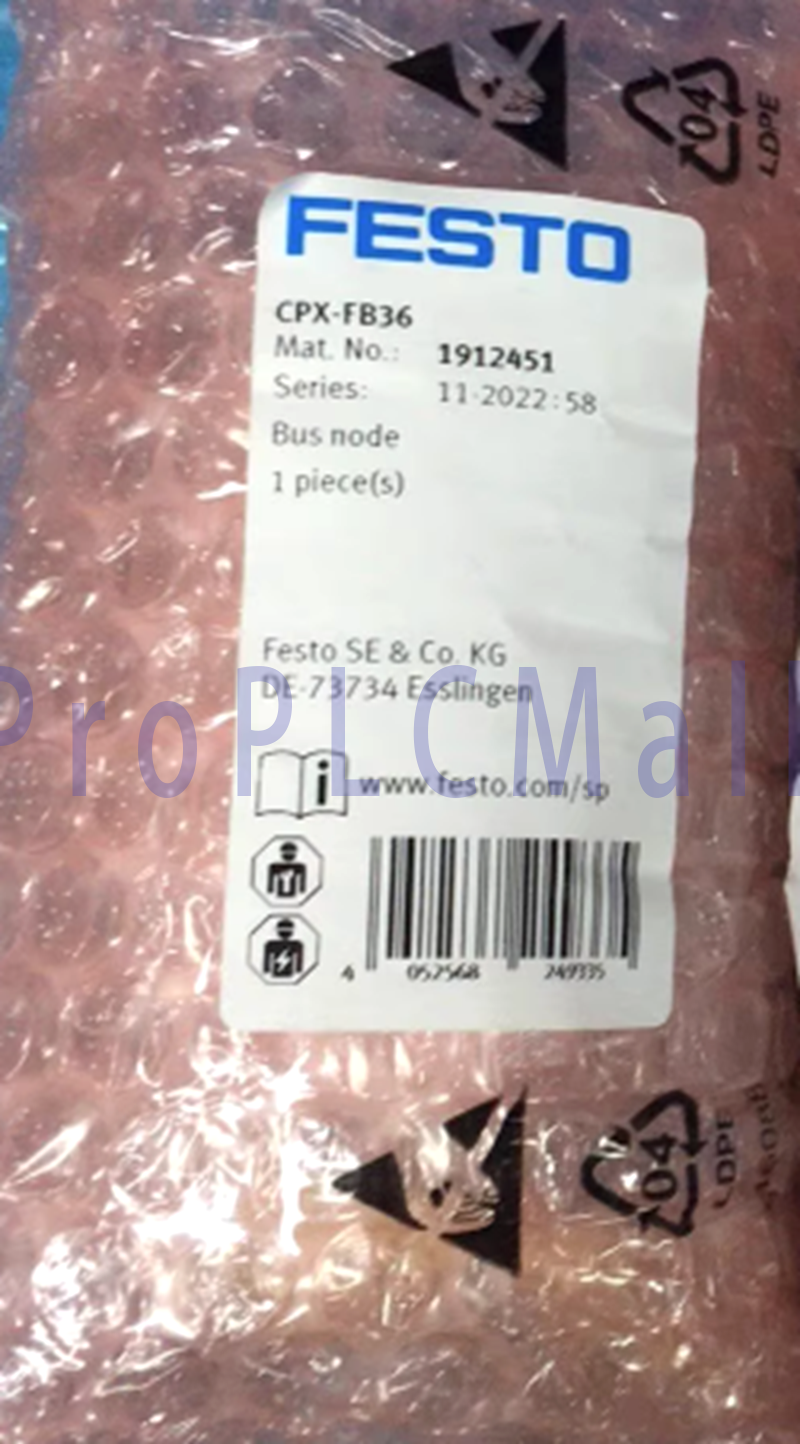 04
LDPE
FESTO
CPX-FB36
Mat. No.: 1912451
Series: 11-2022:58
Bus node
1 piece(s)
Festo SE & Co. KG
DE-73734 Esslingen
ProPLCMall
i www.festo.com/sp
4 052568 249335
04
LDPE